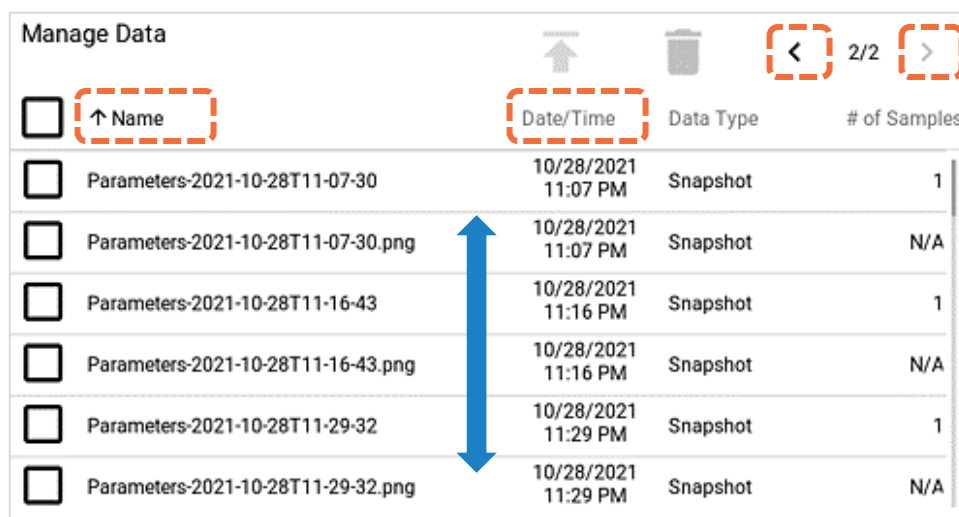 Manage Data
2/2
Name Date/Time Data Type # of Samples
Parameters-2021-10-28T11-07-30 10/28/2021 11:07 PM Snapshot 1
Parameters-2021-10-28T11-07-30.png 10/28/2021 11:07 PM Snapshot N/A
Parameters-2021-10-28T11-16-43 10/28/2021 11:16 PM Snapshot 1
Parameters-2021-10-28T11-16-43.png 10/28/2021 11:16 PM Snapshot N/A
Parameters-2021-10-28T11-29-32 10/28/2021 11:29 PM Snapshot 1
Parameters-2021-10-28T11-29-32.png 10/28/2021 11:29 PM Snapshot N/A